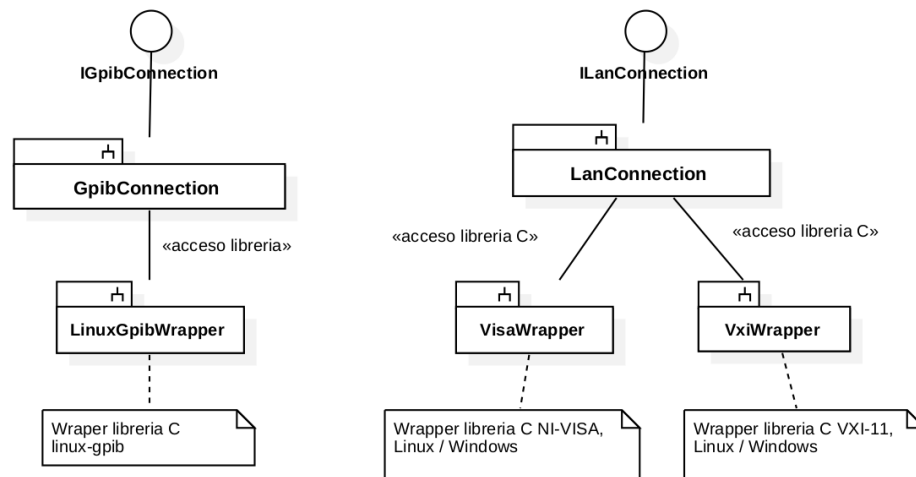 IGpibConnection
GpibConnection
«acceso libreria»
LinuxGpibWrapper
Wraper libreria C
linux-gpib
ILanConnection
LanConnection
«acceso libreria C»
«acceso libreria C»
VisaWrapper
VxiWrapper
Wrapper libreria C NI-VISA,
Linux / Windows
Wrapper libreria C VXI-11,
Linux / Windows